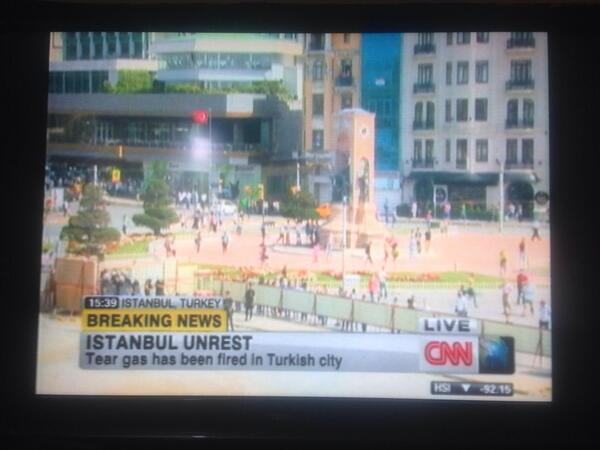 15:39 ISTANBUL, TURKEY
BREAKING NEWS
LIVE
ISTANBUL UNREST
Tear gas has been fired in Turkish city
CNN
HSI ▼ -92.15